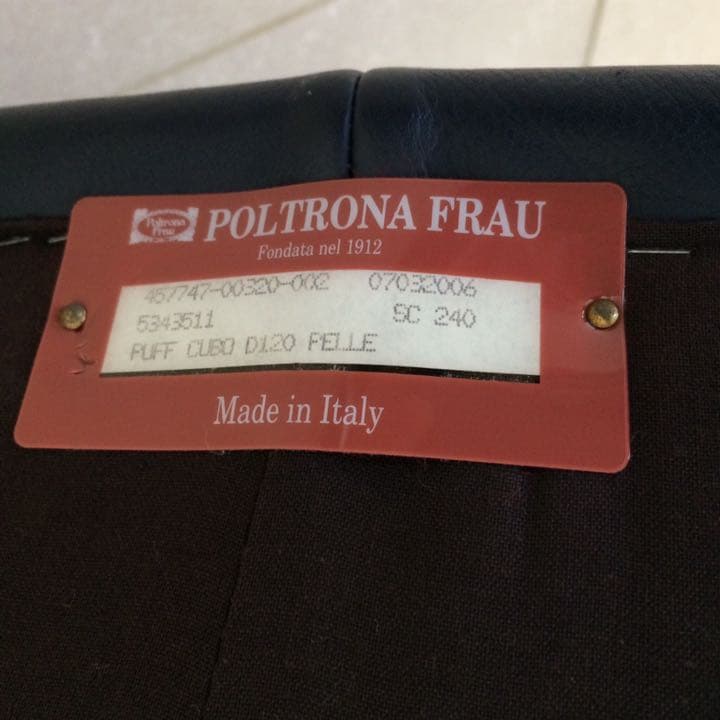 Poltrona
Frau
POLTRONA FRAU
Fondata nel 1912
457747-00320-002 07032006
5343511 SC 240
PUFF CUBO D120 PELLE
Made in Italy